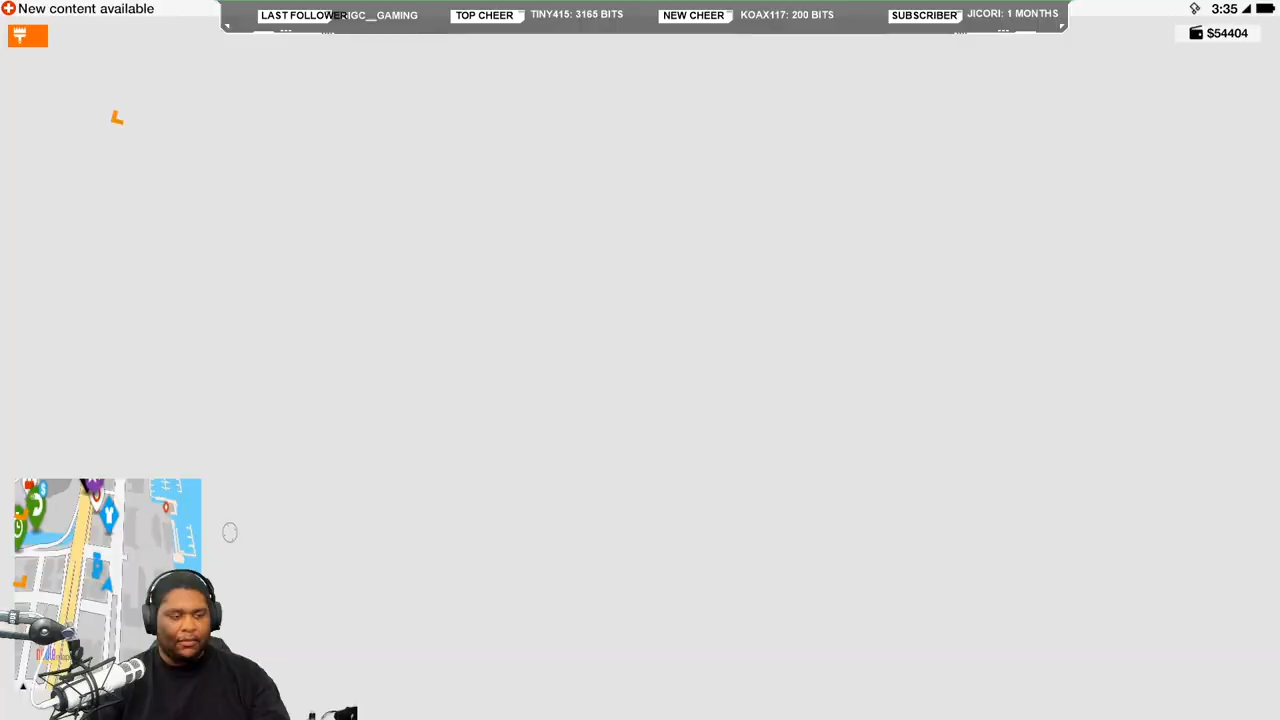 New content available
LAST FOLLOWER IGC__GAMING
TOP CHEER TINY415: 3165 BITS
NEW CHEER KOAX117: 200 BITS
SUBSCRIBER JICORI: 1 MONTHS
3:35
$54404